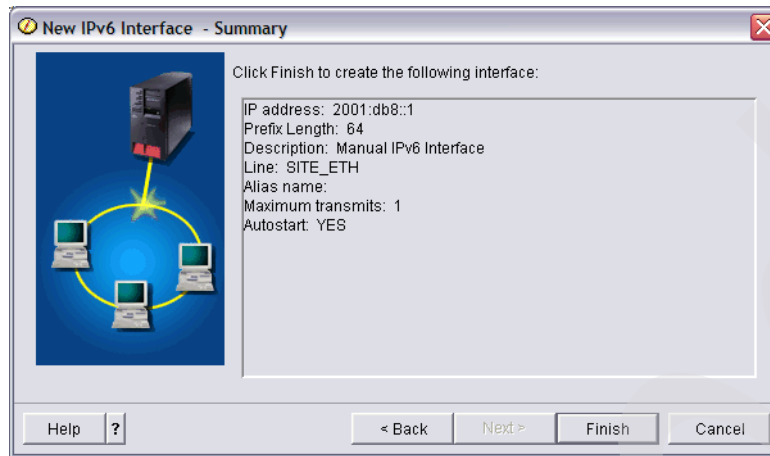 New IPv6 Interface - Summary
Click Finish to create the following interface:
IP address: 2001:db8::1
Prefix Length: 64
Description: Manual IPv6 Interface
Line: SITE_ETH
Alias name:
Maximum transmits: 1
Autostart: YES
Help ? < Back Next > Finish Cancel